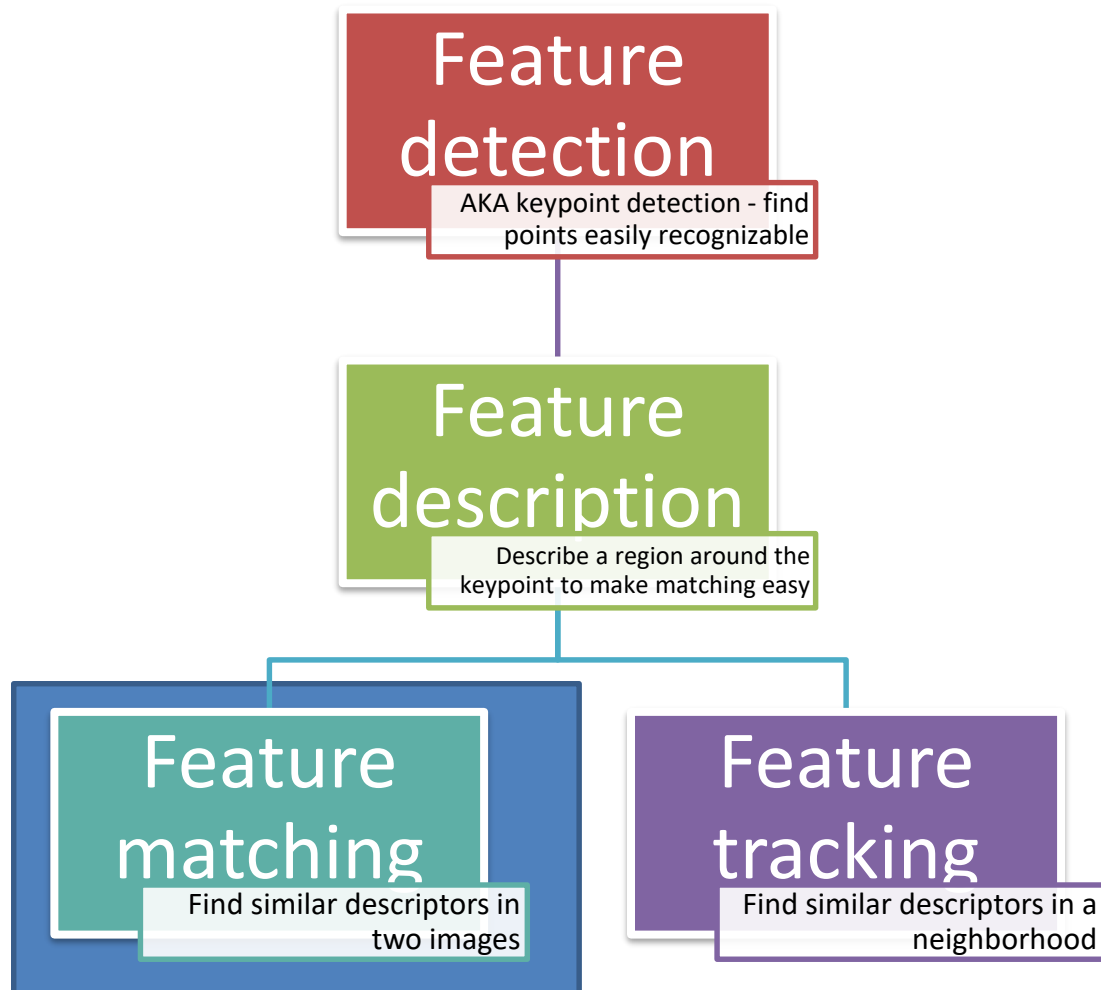 Feature
detection
AKA keypoint detection - find
points easily recognizable
Feature
description
Describe a region around the
keypoint to make matching easy
Feature
matching
Find similar descriptors in
two images
Feature
tracking
Find similar descriptors in a
neighborhood